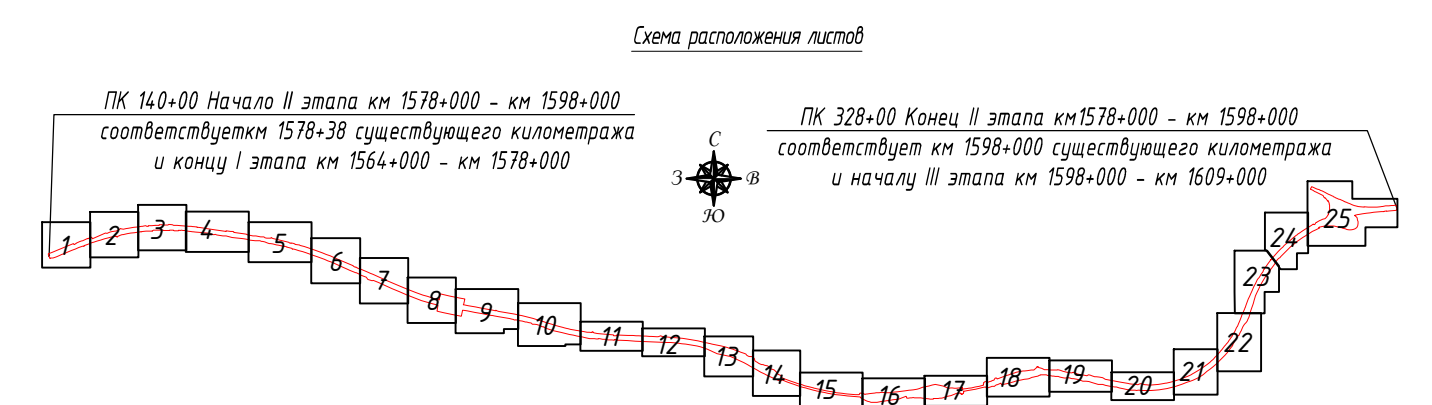 Схема расположения листов
ПК 140+00 Начало II этапа км 1578+000 - км 1598+000
соответствуеткм 1578+38 существующего километража
и концу I этапа км 1564+000 - км 1578+000
ПК 328+00 Конец II этапа км1578+000 - км 1598+000
соответствует км 1598+000 существующего километража
и началу III этапа км 1598+000 - км 1609+000
С
З
В
Ю
1
2
3
4
5
6
7
8
9
10
11
12
13
14
15
16
17
18
19
20
21
22
23
24
25